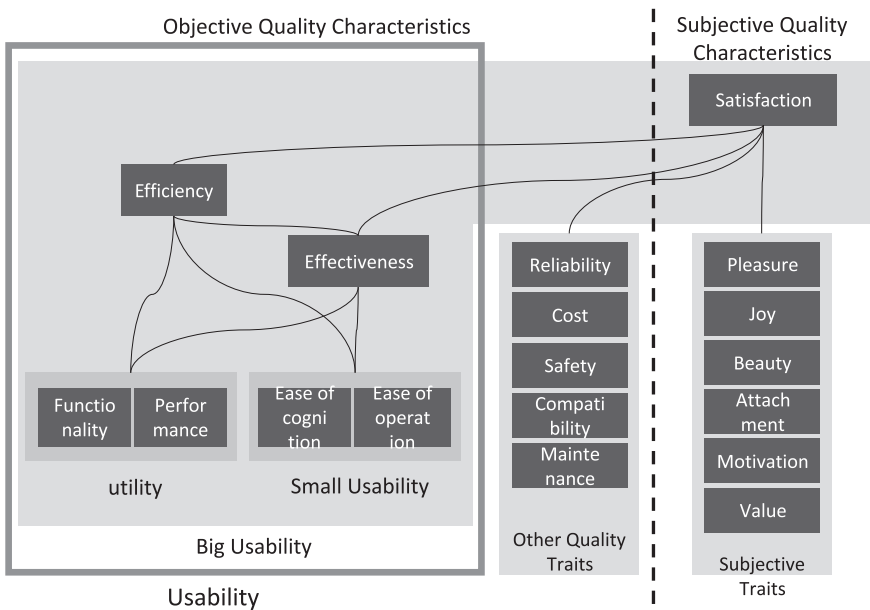 Objective Quality Characteristics
Subjective Quality
Characteristics
Satisfaction
Efficiency
Effectiveness
Functio
nality
Perfor
mance
Ease of
cogni
tion
Ease of
operat
ion
utility
Small Usability
Big Usability
Usability
Reliability
Cost
Safety
Compati
bility
Mainte
nance
Other Quality
Traits
Pleasure
Joy
Beauty
Attach
ment
Motivation
Value
Subjective
Traits